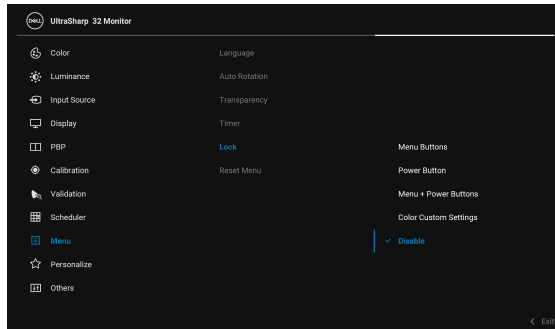 DELL
UltraSharp 32 Monitor
Color
Language
Luminance
Auto Rotation
Input Source
Transparency
Display
Timer
PBP
Lock
Menu Buttons
Calibration
Reset Menu
Power Button
Validation
Menu + Power Buttons
Scheduler
Color Custom Settings
Menu
Disable
Personalize
Others
Exit